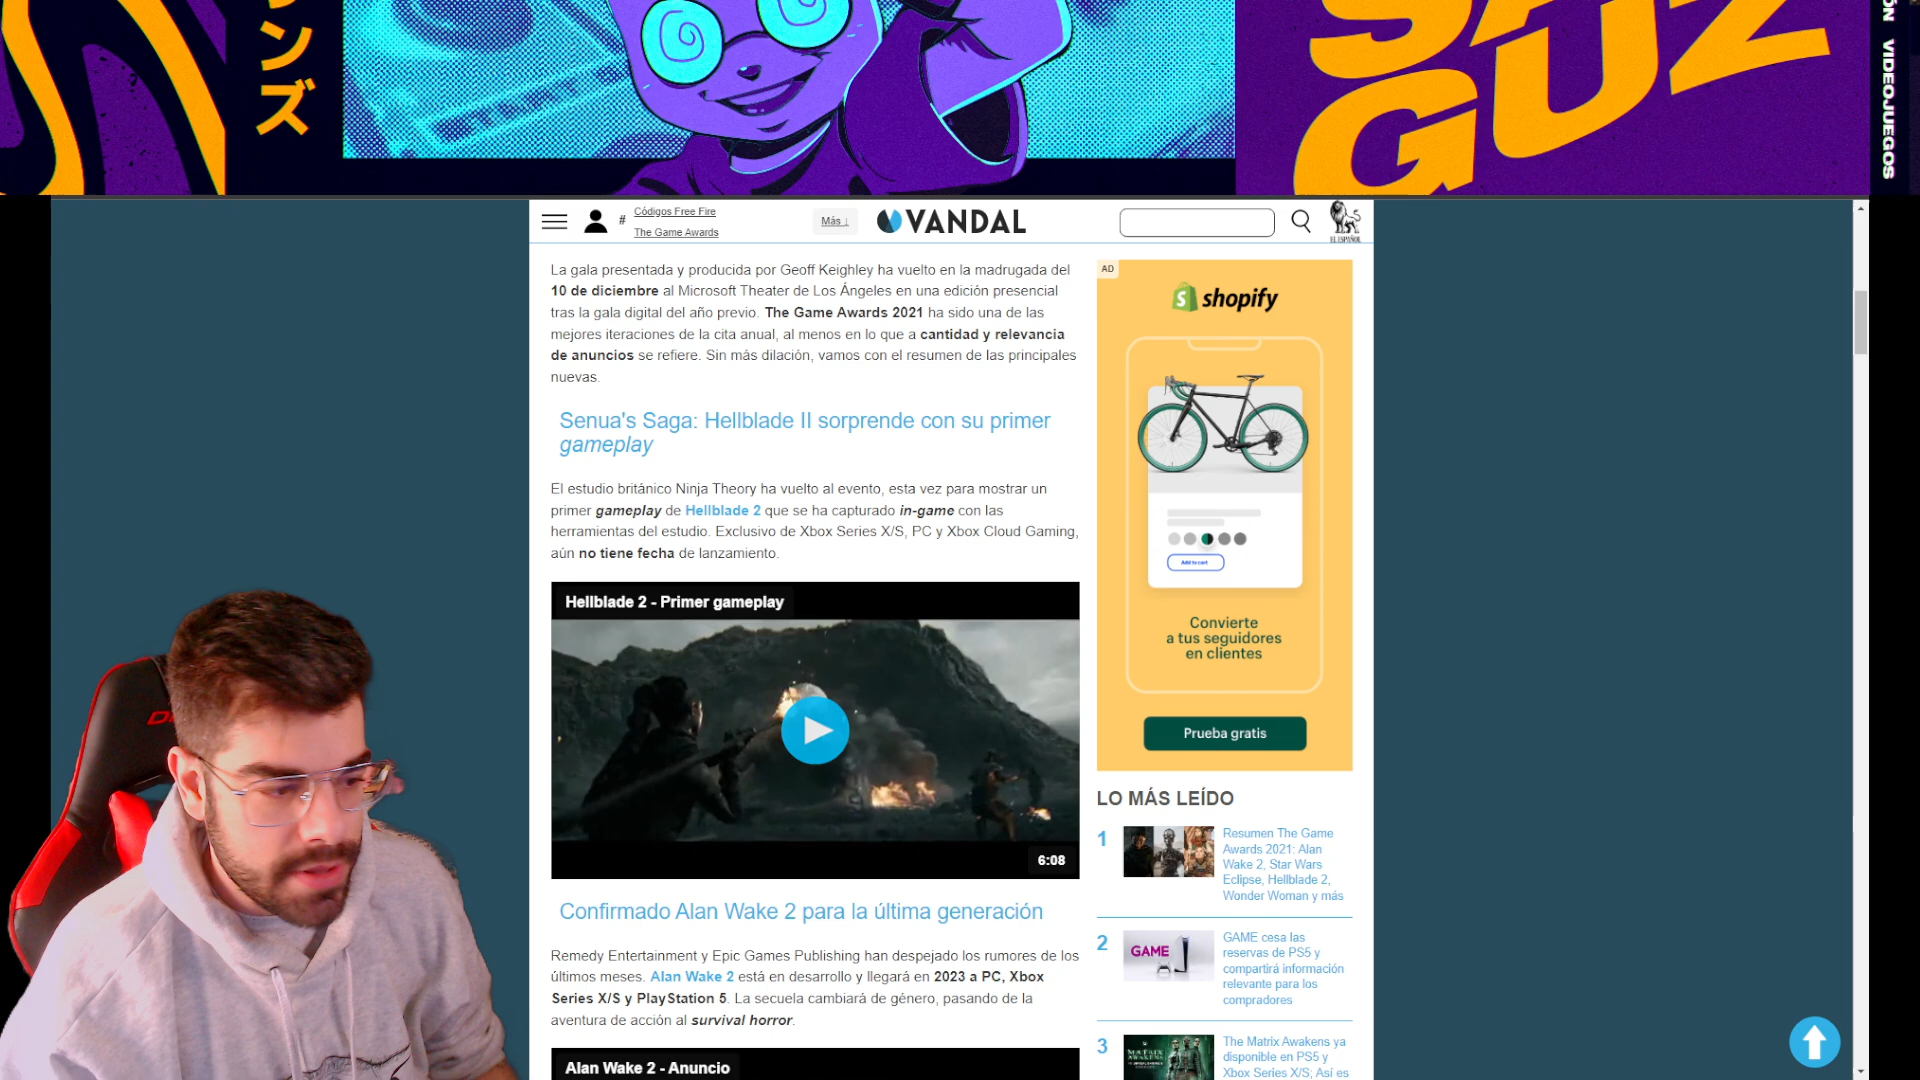 ンズ
GUZ
ÓN VIDEOJUEGOS
# Códigos Free Fire
The Game Awards
Más ↓
VANDAL
EL ESPAÑOL
La gala presentada y producida por Geoff Keighley ha vuelto en la madrugada del
10 de diciembre al Microsoft Theater de Los Ángeles en una edición presencial
tras la gala digital del año previo. The Game Awards 2021 ha sido una de las
mejores iteraciones de la cita anual, al menos en lo que a cantidad y relevancia
de anuncios se refiere. Sin más dilación, vamos con el resumen de las principales
nuevas.
Senua's Saga: Hellblade II sorprende con su primer
gameplay
El estudio británico Ninja Theory ha vuelto al evento, esta vez para mostrar un
primer gameplay de Hellblade 2 que se ha capturado in-game con las
herramientas del estudio. Exclusivo de Xbox Series X/S, PC y Xbox Cloud Gaming,
aún no tiene fecha de lanzamiento.
Hellblade 2 - Primer gameplay
6:08
Confirmado Alan Wake 2 para la última generación
Remedy Entertainment y Epic Games Publishing han despejado los rumores de los
últimos meses. Alan Wake 2 está en desarrollo y llegará en 2023 a PC, Xbox
Series X/S y PlayStation 5. La secuela cambiará de género, pasando de la
aventura de acción al survival horror.
Alan Wake 2 - Anuncio
AD
shopify
Add to cart
Convierte
a tus seguidores
en clientes
Prueba gratis
LO MÁS LEÍDO
1
Resumen The Game
Awards 2021: Alan
Wake 2, Star Wars
Eclipse, Hellblade 2,
Wonder Woman y más
2
GAME
GAME cesa las
reservas de PS5 y
compartirá información
relevante para los
compradores
3
MATRIX
The Matrix Awakens ya
disponible en PS5 y
Xbox Series X/S; Así es